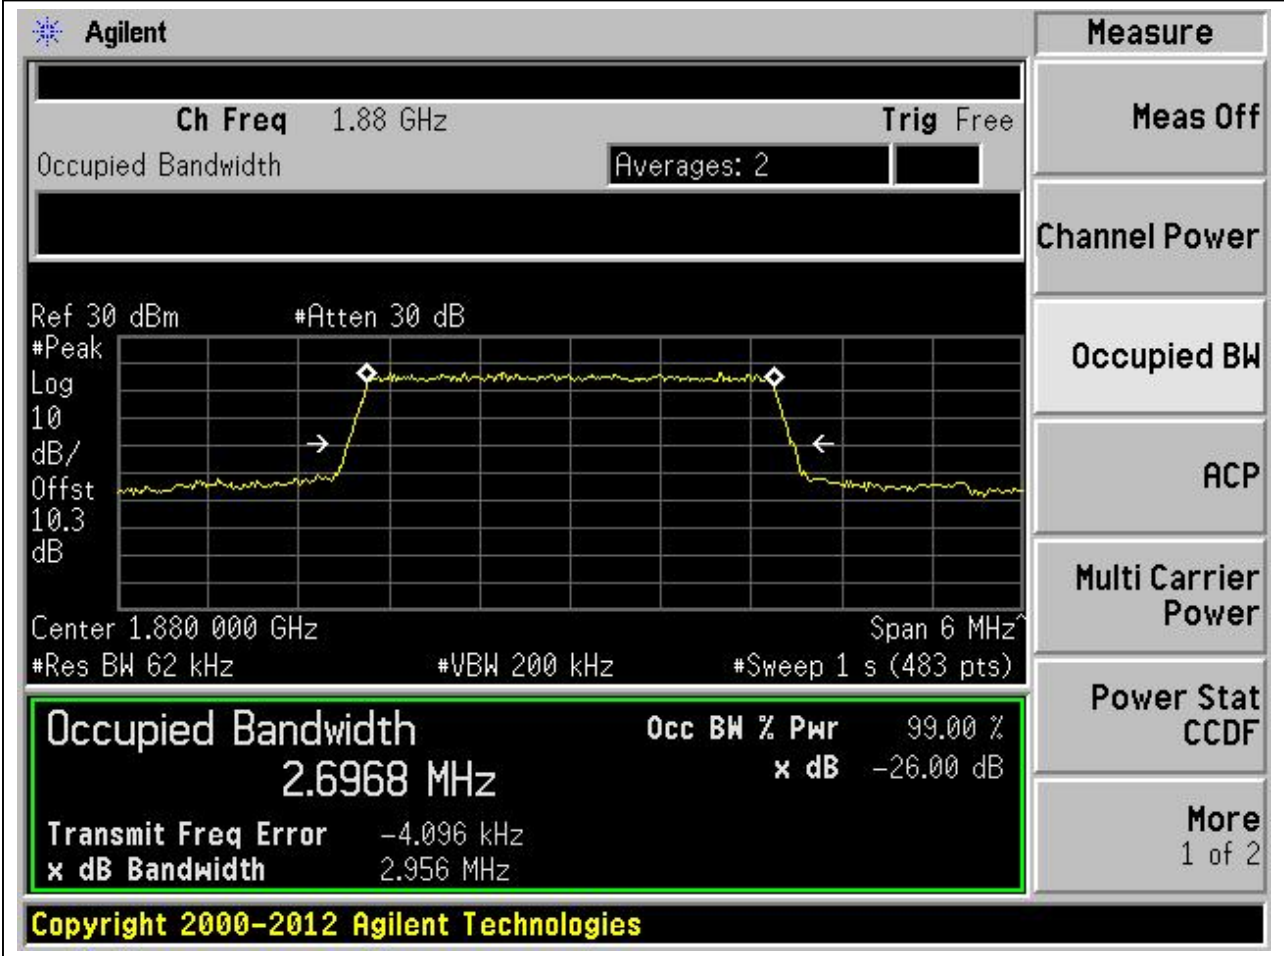 Agilent
Measure
Ch Freq 1.88 GHz Trig Free
Occupied Bandwidth Averages: 2
Meas Off
Channel Power
Occupied BW
ACP
Multi Carrier
Power
Power Stat
CCDF
More
1 of 2
Ref 30 dBm #Atten 30 dB
#Peak
Log
10
dB/
Offst
10.3
dB
Center 1.880 000 GHz Span 6 MHz^
#Res BW 62 kHz #VBW 200 kHz #Sweep 1 s (483 pts)
Occupied Bandwidth Occ BW % Pwr 99.00 %
2.6968 MHz x dB -26.00 dB
Transmit Freq Error -4.096 kHz
x dB Bandwidth 2.956 MHz
Copyright 2000-2012 Agilent Technologies